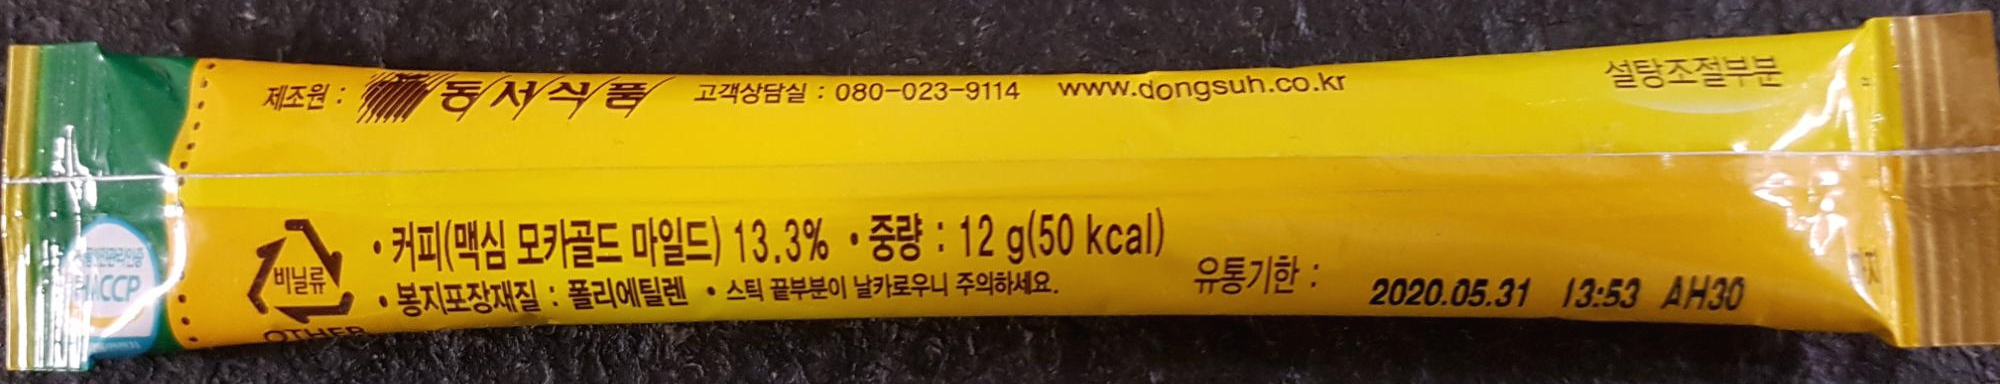 제조원 : 동서식품 고객상담실 : 080-023-9114 www.dongsuh.co.kr
설탕조절부분
비닐류
OTHER
• 커피(맥심 모카골드 마일드) 13.3% • 중량 : 12 g(50 kcal)
• 봉지포장재질 : 폴리에틸렌 • 스틱 끝부분이 날카로우니 주의하세요.
유통기한 : 2020.05.31 13:53 AH30
HACCP